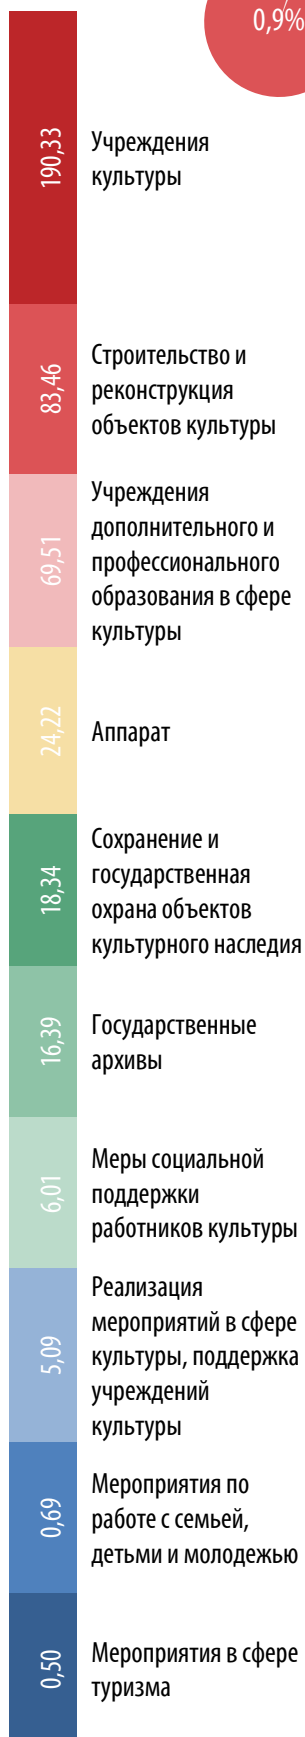 0,9%
190,33
Учреждения
культуры
83,46
Строительство и
реконструкция
объектов культуры
69,51
Учреждения
дополнительного и
профессионального
образования в сфере
культуры
24,22
Аппарат
18,34
Сохранение и
государственная
охрана объектов
культурного наследия
16,39
Государственные
архивы
6,01
Меры социальной
поддержки
работников культуры
5,09
Реализация
мероприятий в сфере
культуры, поддержка
учреждений
культуры
0,69
Мероприятия по
работе с семьей,
детьми и молодежью
0,50
Мероприятия в сфере
туризма